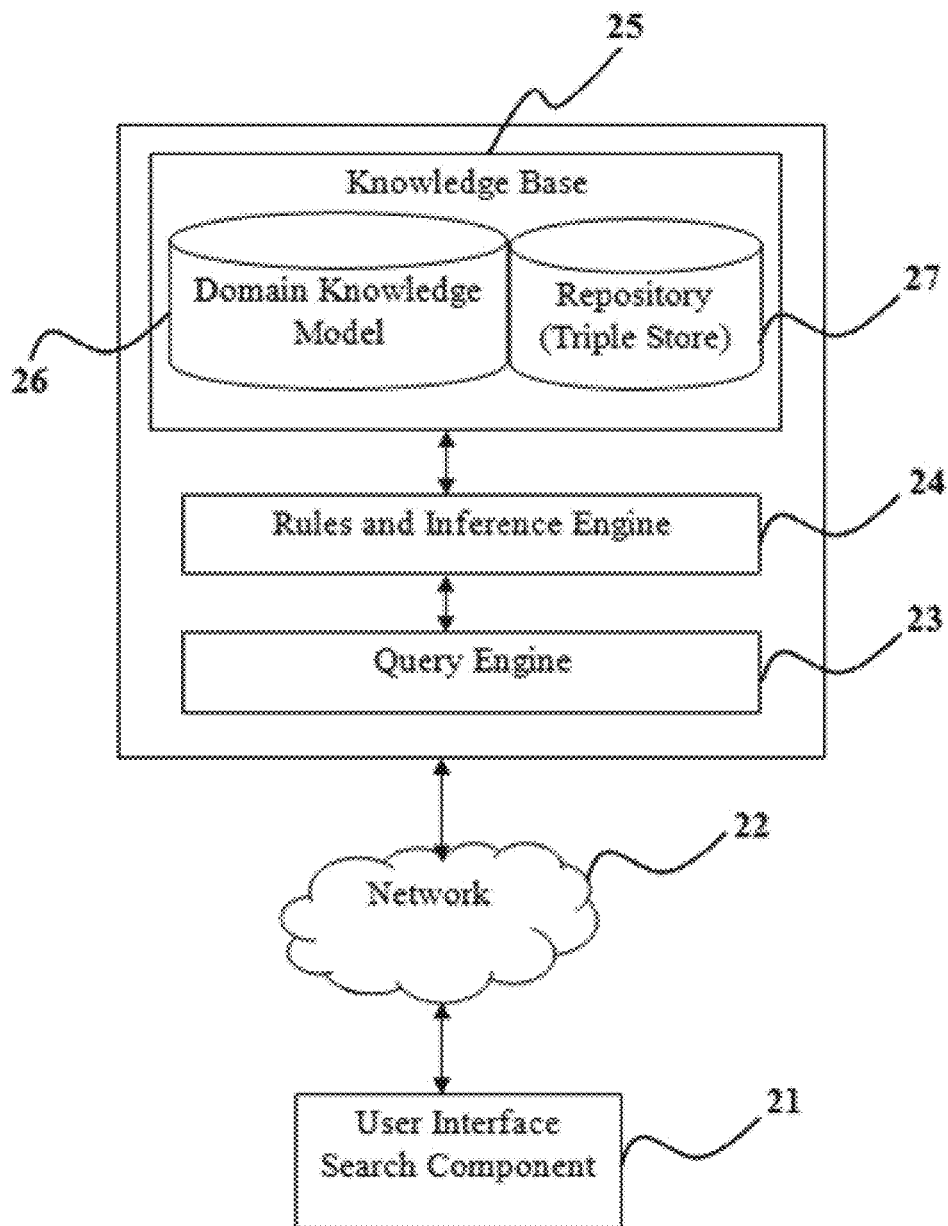 25
Knowledge Base
Domain Knowledge
Model
Repository
(Triple Store)
27
26
24
Rules and Inference Engine
23
Query Engine
22
Network
21
User Interface
Search Component